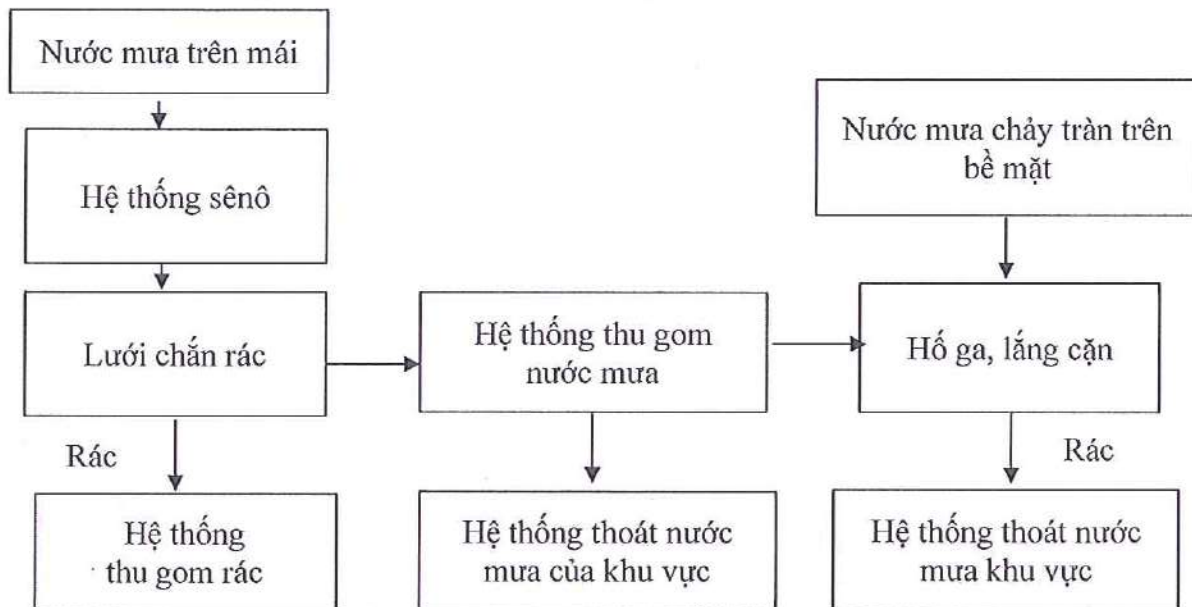 Nước mưa trên mái
Hệ thống sênô
Nước mưa chảy tràn trên
bề mặt
Lưới chắn rác
Hệ thống thu gom
nước mưa
Hố ga, lắng cặn
Rác
Rác
Hệ thống
thu gom rác
Hệ thống thoát nước
mưa của khu vực
Hệ thống thoát nước
mưa khu vực